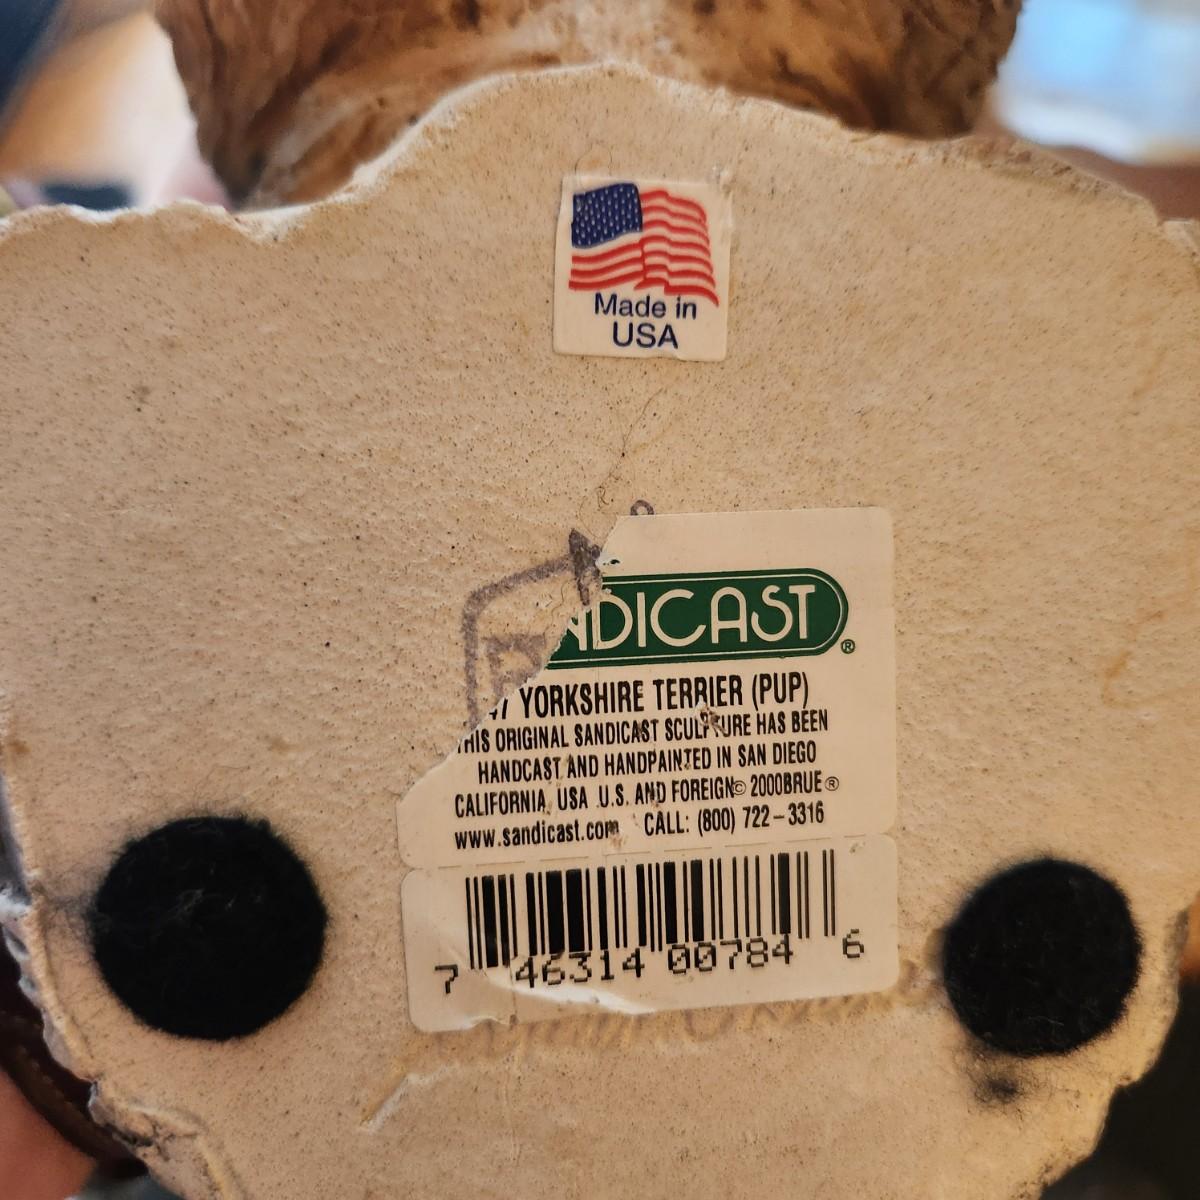 Made in
USA
NDICAST®
47 YORKSHIRE TERRIER (PUP)
THIS ORIGINAL SANDICAST SCULPTURE HAS BEEN
HANDCAST AND HANDPAINTED IN SAN DIEGO
CALIFORNIA, USA U.S. AND FOREIGN© 2000BRUE®
www.sandicast.com CALL: (800) 722-3316
7 46314 00784 6